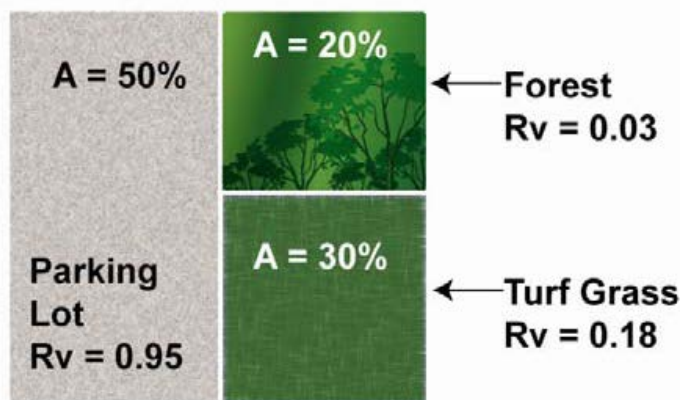 A = 50%
Parking
Lot
Rv = 0.95
A = 20%
Forest
Rv = 0.03
A = 30%
Turf Grass
Rv = 0.18